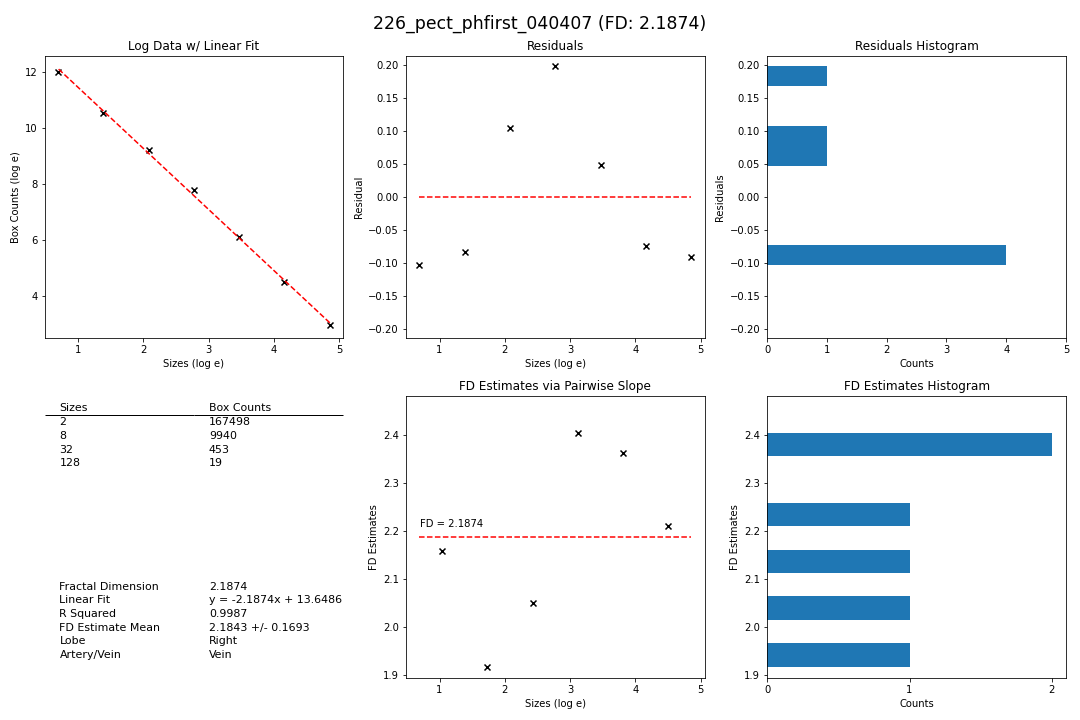 226_pect_phfirst_040407 (FD: 2.1874)
Log Data w/ Linear Fit
Box Counts (log e)
12
10
8
6
4
1 2 3 4 5
Sizes (log e)
Residuals
Residual
0.20
0.15
0.10
0.05
0.00
−0.05
−0.10
−0.15
−0.20
1 2 3 4 5
Sizes (log e)
Residuals Histogram
Residuals
0.20
0.15
0.10
0.05
0.00
−0.05
−0.10
−0.15
−0.20
0 1 2 3 4 5
Counts
Sizes Box Counts
2 167498
8 9940
32 453
128 19
Fractal Dimension 2.1874
Linear Fit y = -2.1874x + 13.6486
R Squared 0.9987
FD Estimate Mean 2.1843 +/- 0.1693
Lobe Right
Artery/Vein Vein
FD Estimates via Pairwise Slope
FD Estimates
2.4
2.3
2.2
2.1
2.0
1.9
FD = 2.1874
1 2 3 4 5
Sizes (log e)
FD Estimates Histogram
FD Estimates
2.4
2.3
2.2
2.1
2.0
1.9
0 1 2
Counts